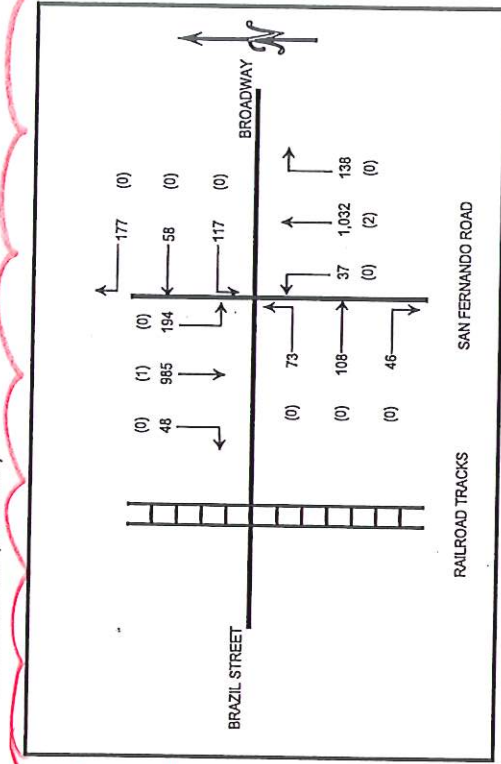 N
177 (0)
(0) (1) (0)
48 985 194
58 (0)
117 (0)
BRAZIL STREET
BROADWAY
(0) 73
(0) 108
(0) 46
37 1,032 138
(0) (2) (0)
RAILROAD TRACKS
SAN FERNANDO ROAD